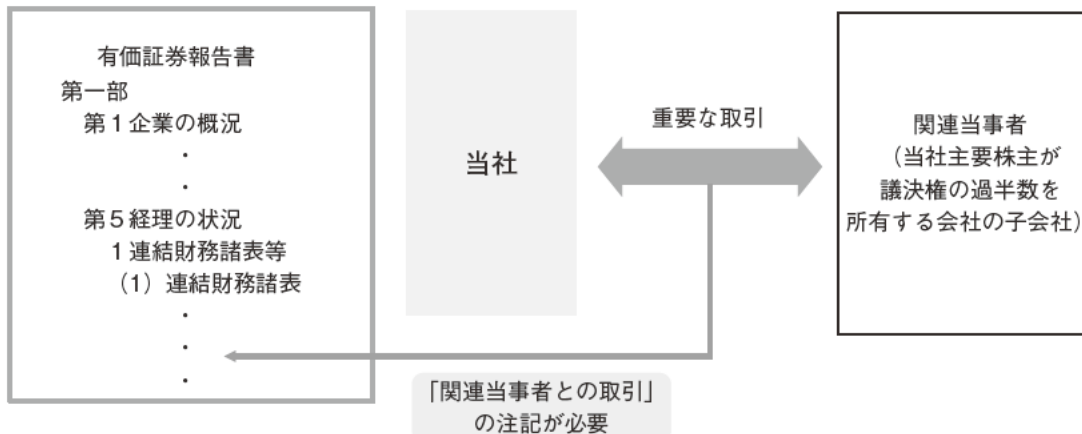 有価証券報告書
第一部
第1企業の概況
・
・
第5経理の状況
1連結財務諸表等
(1)連結財務諸表
・
・
・
当社
重要な取引
関連当事者
(当社主要株主が
議決権の過半数を
所有する会社の子会社)
「関連当事者との取引」
の注記が必要